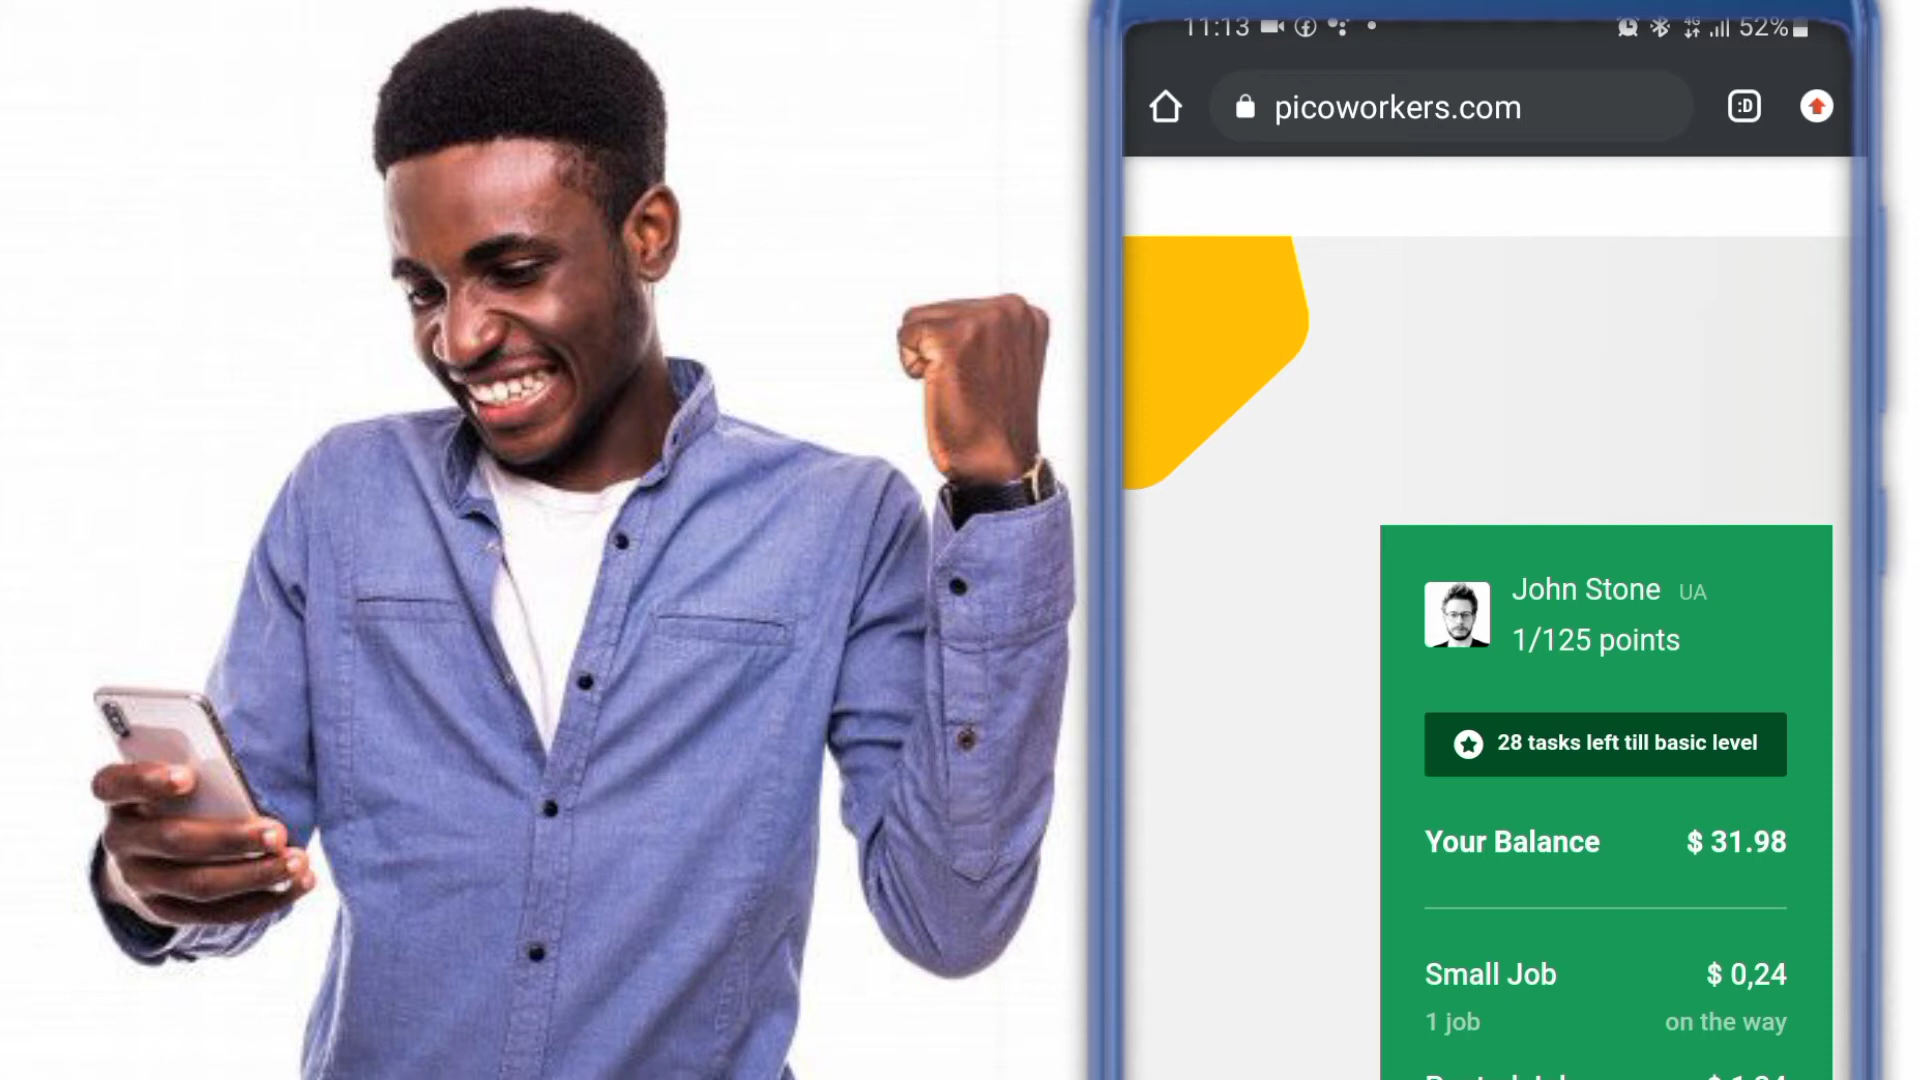 11:13 4G 52%
:D
picoworkers.com
John Stone UA
1/125 points
28 tasks left till basic level
Your Balance $ 31.98
Small Job $ 0,24
1 job on the way